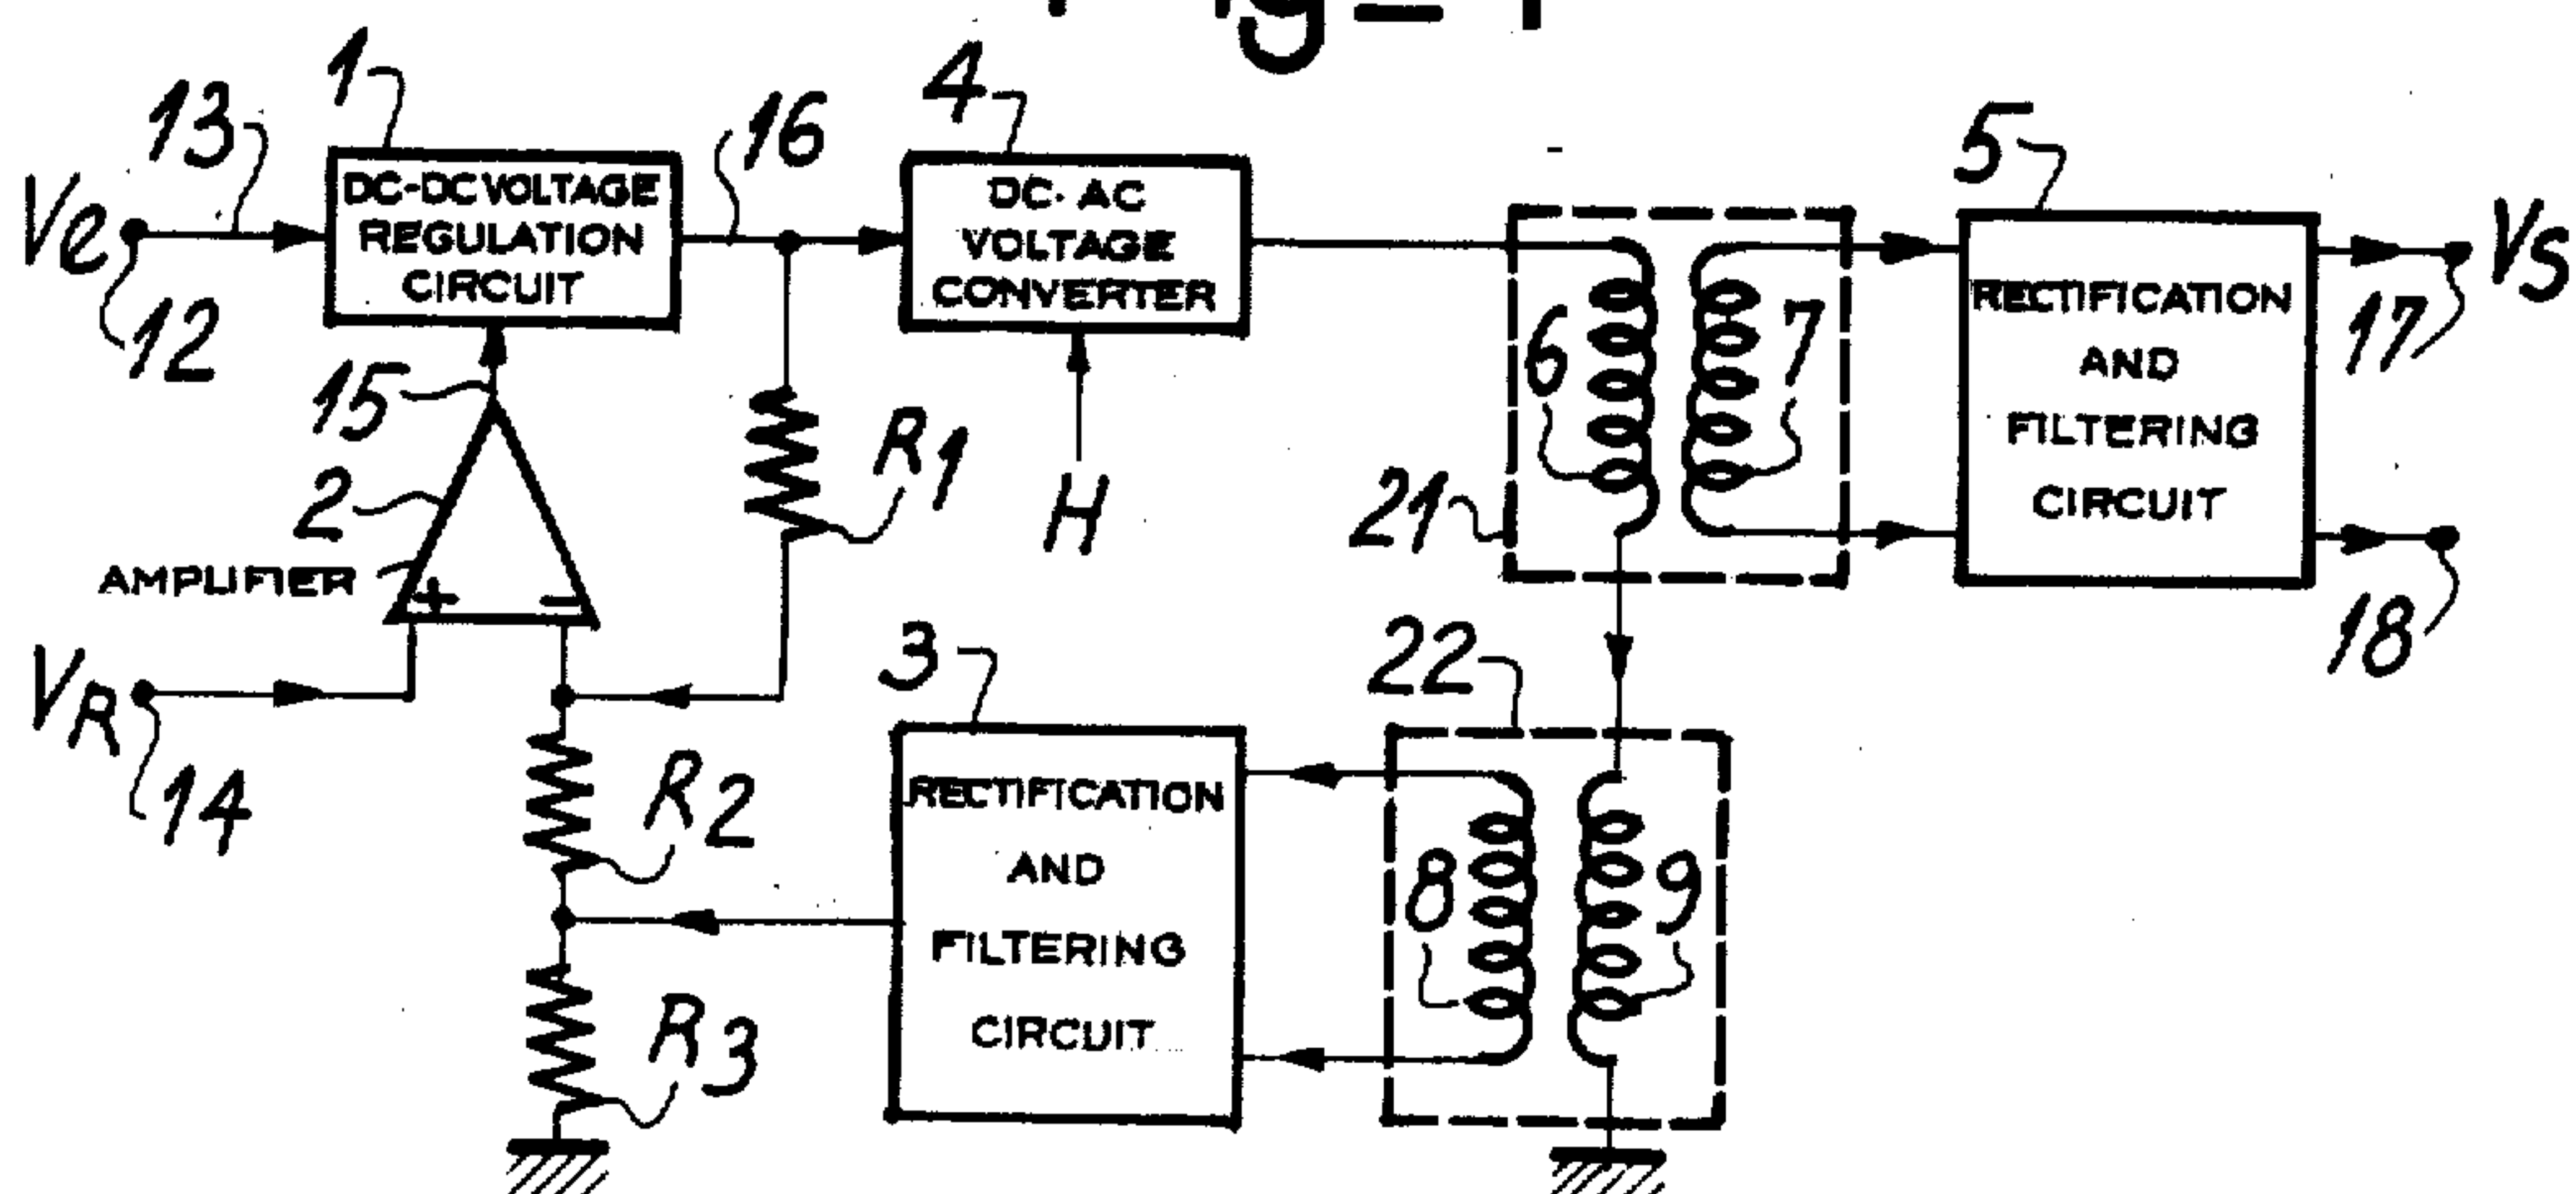 1
4
13
16
5
DC-DC VOLTAGE
REGULATION
CIRCUIT
DC-AC
VOLTAGE
CONVERTER
Ve
VS
12
RECTIFICATION
AND
FILTERING
CIRCUIT
17
6
7
15
R1
2
H
21
18
AMPLIFIER
+
−
VR
14
3
22
R2
RECTIFICATION
AND
FILTERING
CIRCUIT
8
9
R3